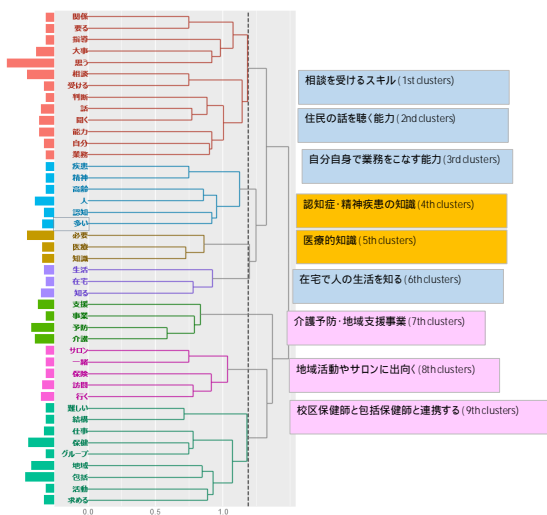 関係
要る
指導
大事
思う
相談
受ける
判断
話
聞く
能力
自分
業務
疾患
精神
高齢
人
認知
多い
必要
医療
知識
生活
在宅
知る
支援
事業
予防
介護
サロン
一緒
保険
訪問
行く
難しい
結構
仕事
保健
グループ
地域
包括
活動
求める
0.0 0.5 1.0
相談を受けるスキル(1st clusters)
住民の話を聴く能力(2nd clusters)
自分自身で業務をこなす能力(3rd clusters)
認知症・精神疾患の知識(4th clusters)
医療的知識(5th clusters)
在宅で人の生活を知る(6th clusters)
介護予防・地域支援事業(7th clusters)
地域活動やサロンに出向く(8th clusters)
校区保健師と包括保健師と連携する(9th clusters)